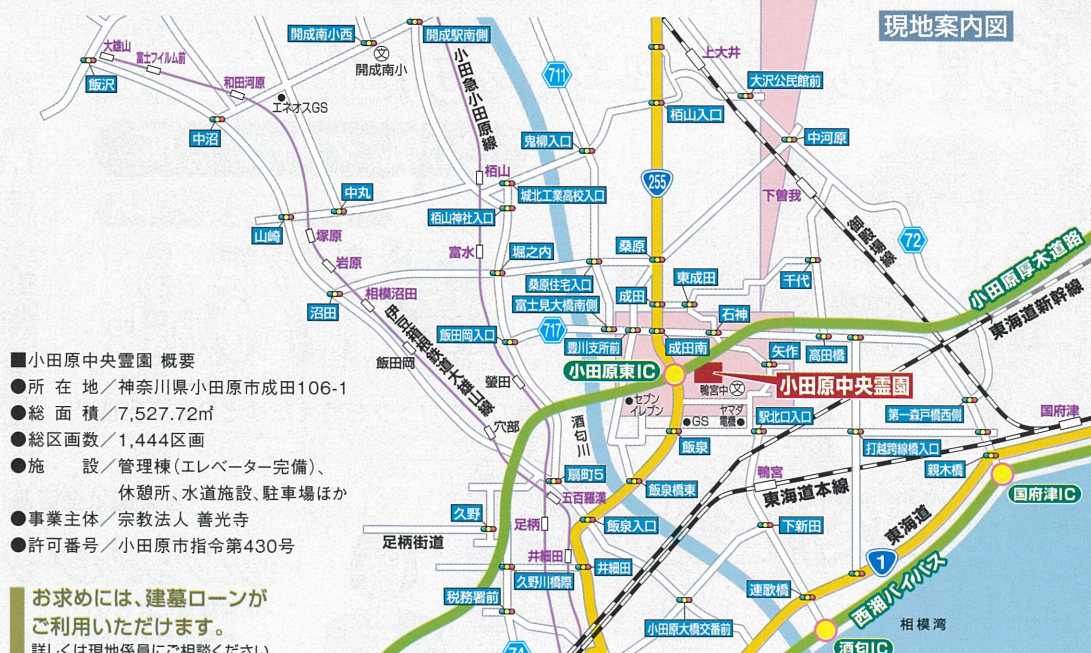 現地案内図
大雄山
富士フイルム前
和田河原
飯沢
中沼
エネオスGS
開成南小西
開成南小
文
開成駅南側
小田急小田原線
711
上大井
大沢公民館前
栢山入口
中河原
鬼柳入口
255
下曽我
御殿場線
72
栢山
城北工業高校入口
栢山神社入口
中丸
山崎
塚原
岩原
富水
堀之内
桑原
桑原住宅入口
東成田
千代
小田原厚木道路
東海道新幹線
沼田
相模沼田
伊豆箱根鉄道大雄山線
富士見大橋南側
成田
石神
飯田岡入口
717
豊川支所前
成田南
矢作
高田橋
飯田岡
小田原東IC
小田原中央霊園
螢田
鴨宮中
文
セブン
イレブン
ヤマダ
電機
GS
駅北口入口
第一森戸橋西側
国府津
穴部
酒匂川
飯泉
打越跨線橋入口
親木橋
扇町5
飯泉橋東
鴨宮
東海道本線
国府津IC
五百羅漢
久野
足柄街道
足柄
飯泉入口
下新田
東海道
井細田
井細田
1
久野川橋際
税務署前
連歌橋
西湘バイパス
小田原大橋交番前
相模湾
酒匂IC
74
■小田原中央霊園 概要
●所在地／神奈川県小田原市成田106-1
●総面積／7,527.72㎡
●総区画数／1,444区画
●施設／管理棟(エレベーター完備)、
休憩所、水道施設、駐車場ほか
●事業主体／宗教法人 善光寺
●許可番号／小田原市指令第430号
お求めには、建墓ローンが
ご利用いただけます。
詳しくは現地係員にご相談ください